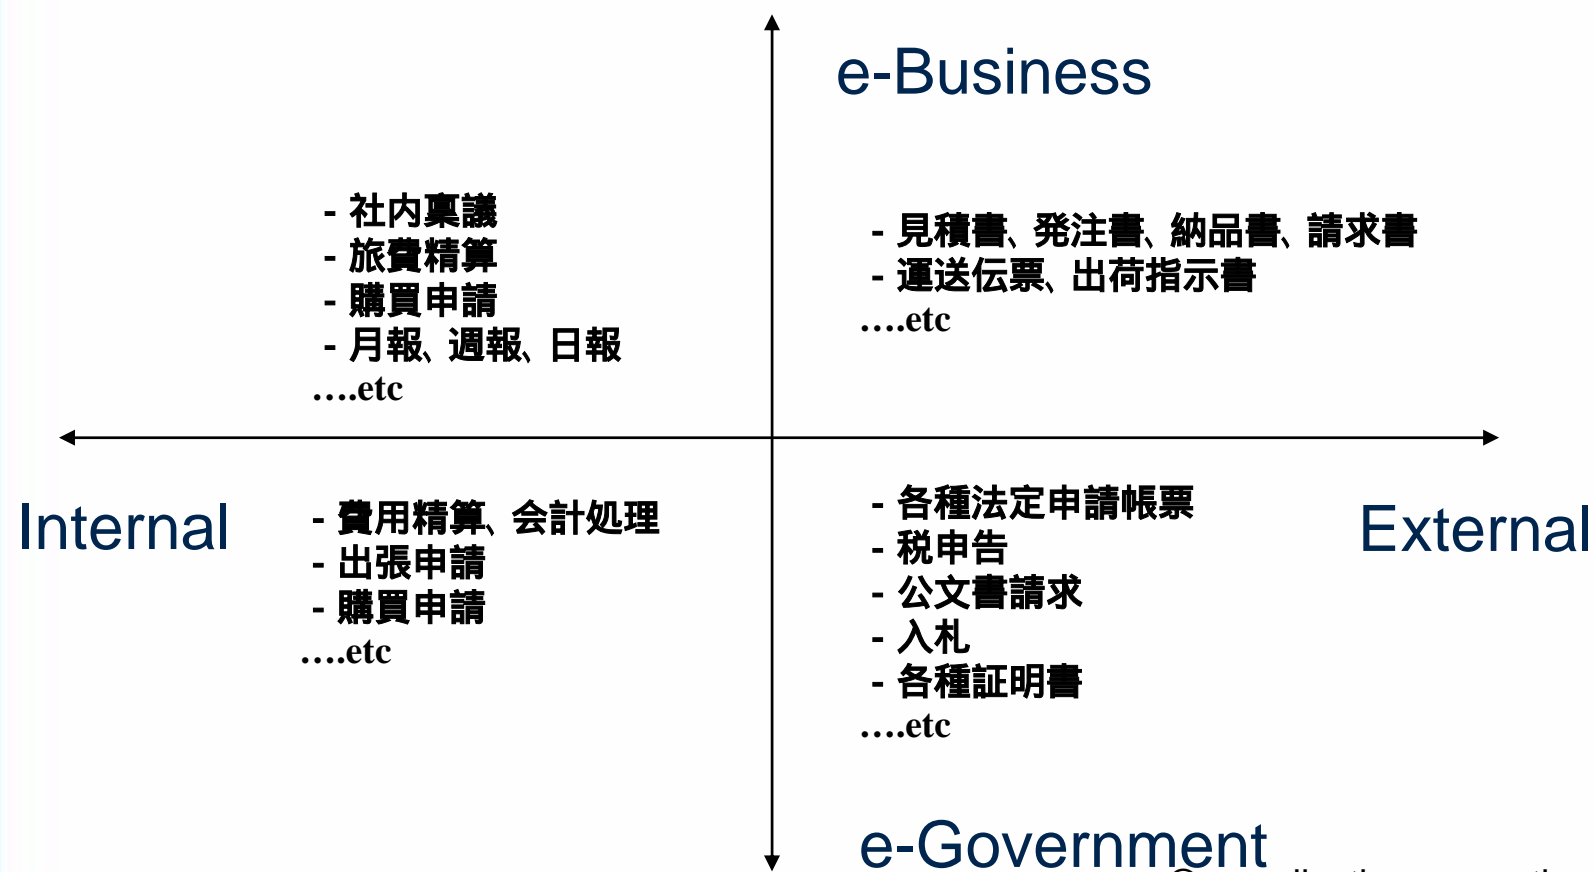 e-Business
- 社内稟議
- 旅費精算
- 購買申請
- 月報、週報、日報
….etc
- 見積書、発注書、納品書、請求書
- 運送伝票、出荷指示書
….etc
Internal
- 費用精算、会計処理
- 出張申請
- 購買申請
….etc
- 各種法定申請帳票
- 税申告
- 公文書請求
- 入札
- 各種証明書
….etc
External
e-Government